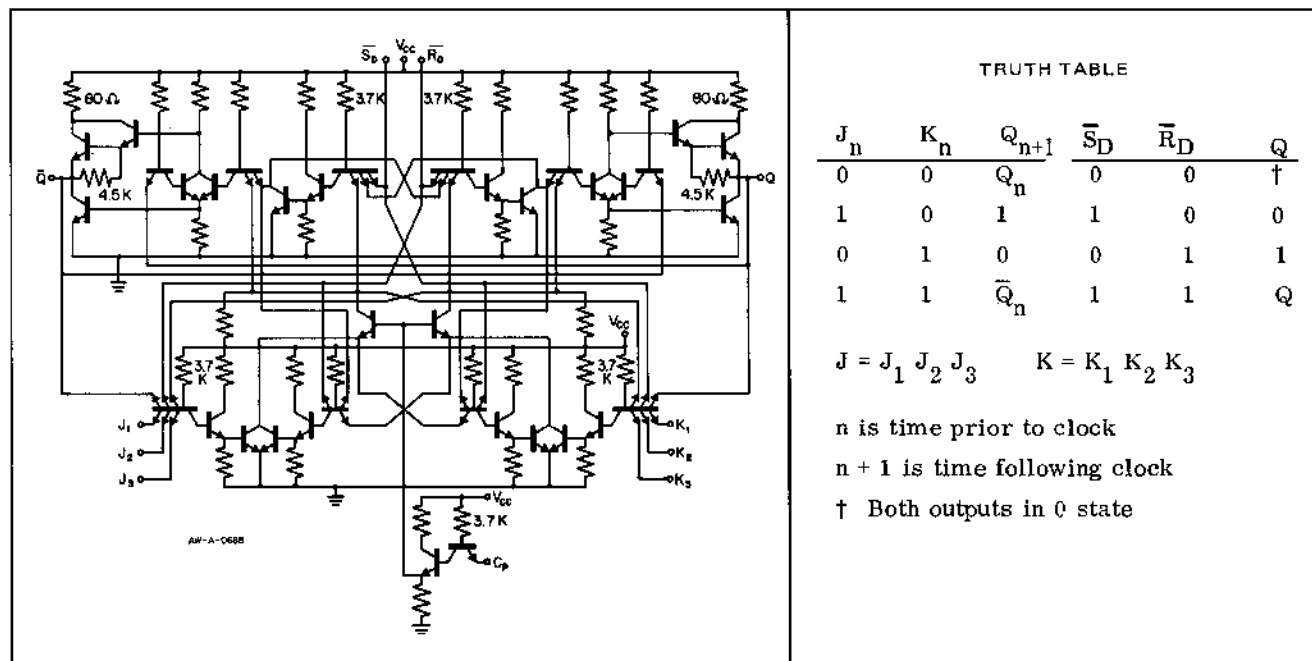 S̅D VCC R̅D
80Ω 3.7K 3.7K 80Ω
Q̅ 4.5K 4.5K Q
VCC
3.7 K 3.7 K
J1 K1
J2 K2
J3 K3
VCC
3.7K
CP
AW-A-0688
TRUTH TABLE
Jn Kn Qn+1 S̅D R̅D Q
0 0 Qn 0 0 †
1 0 1 1 0 0
0 1 0 0 1 1
1 1 Q̅n 1 1 Q
J = J1 J2 J3 K = K1 K2 K3
n is time prior to clock
n + 1 is time following clock
† Both outputs in 0 state